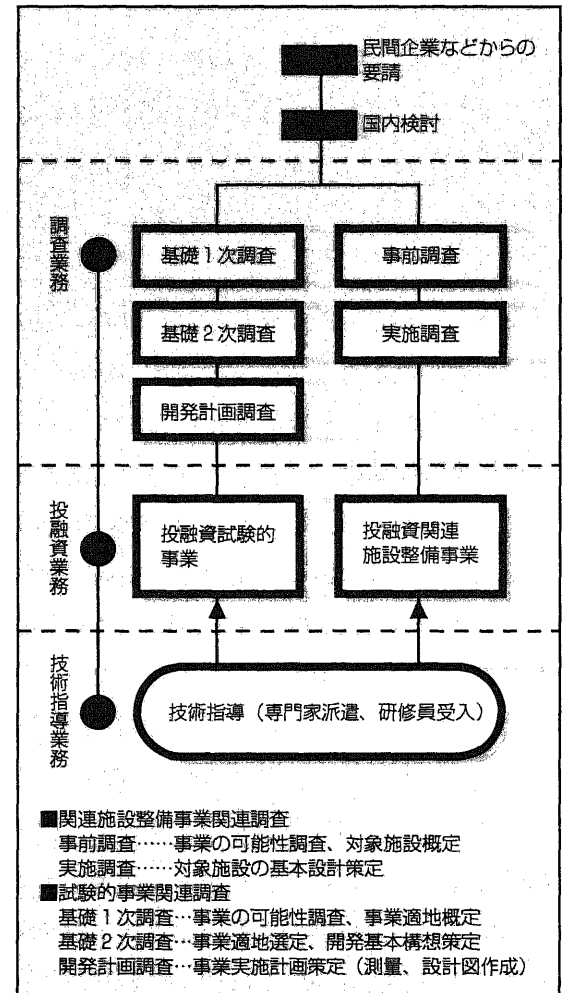 民間企業などからの
要請
国内検討
調査業務
基礎1次調査
事前調査
基礎2次調査
実施調査
開発計画調査
投融資業務
投融資試験的
事業
投融資関連
施設整備事業
技術指導業務
技術指導（専門家派遣、研修員受入）
■関連施設整備事業関連調査
事前調査……事業の可能性調査、対象施設概定
実施調査……対象施設の基本設計策定
■試験的事業関連調査
基礎1次調査…事業の可能性調査、事業適地概定
基礎2次調査…事業適地選定、開発基本構想策定
開発計画調査…事業実施計画策定（測量、設計図作成）